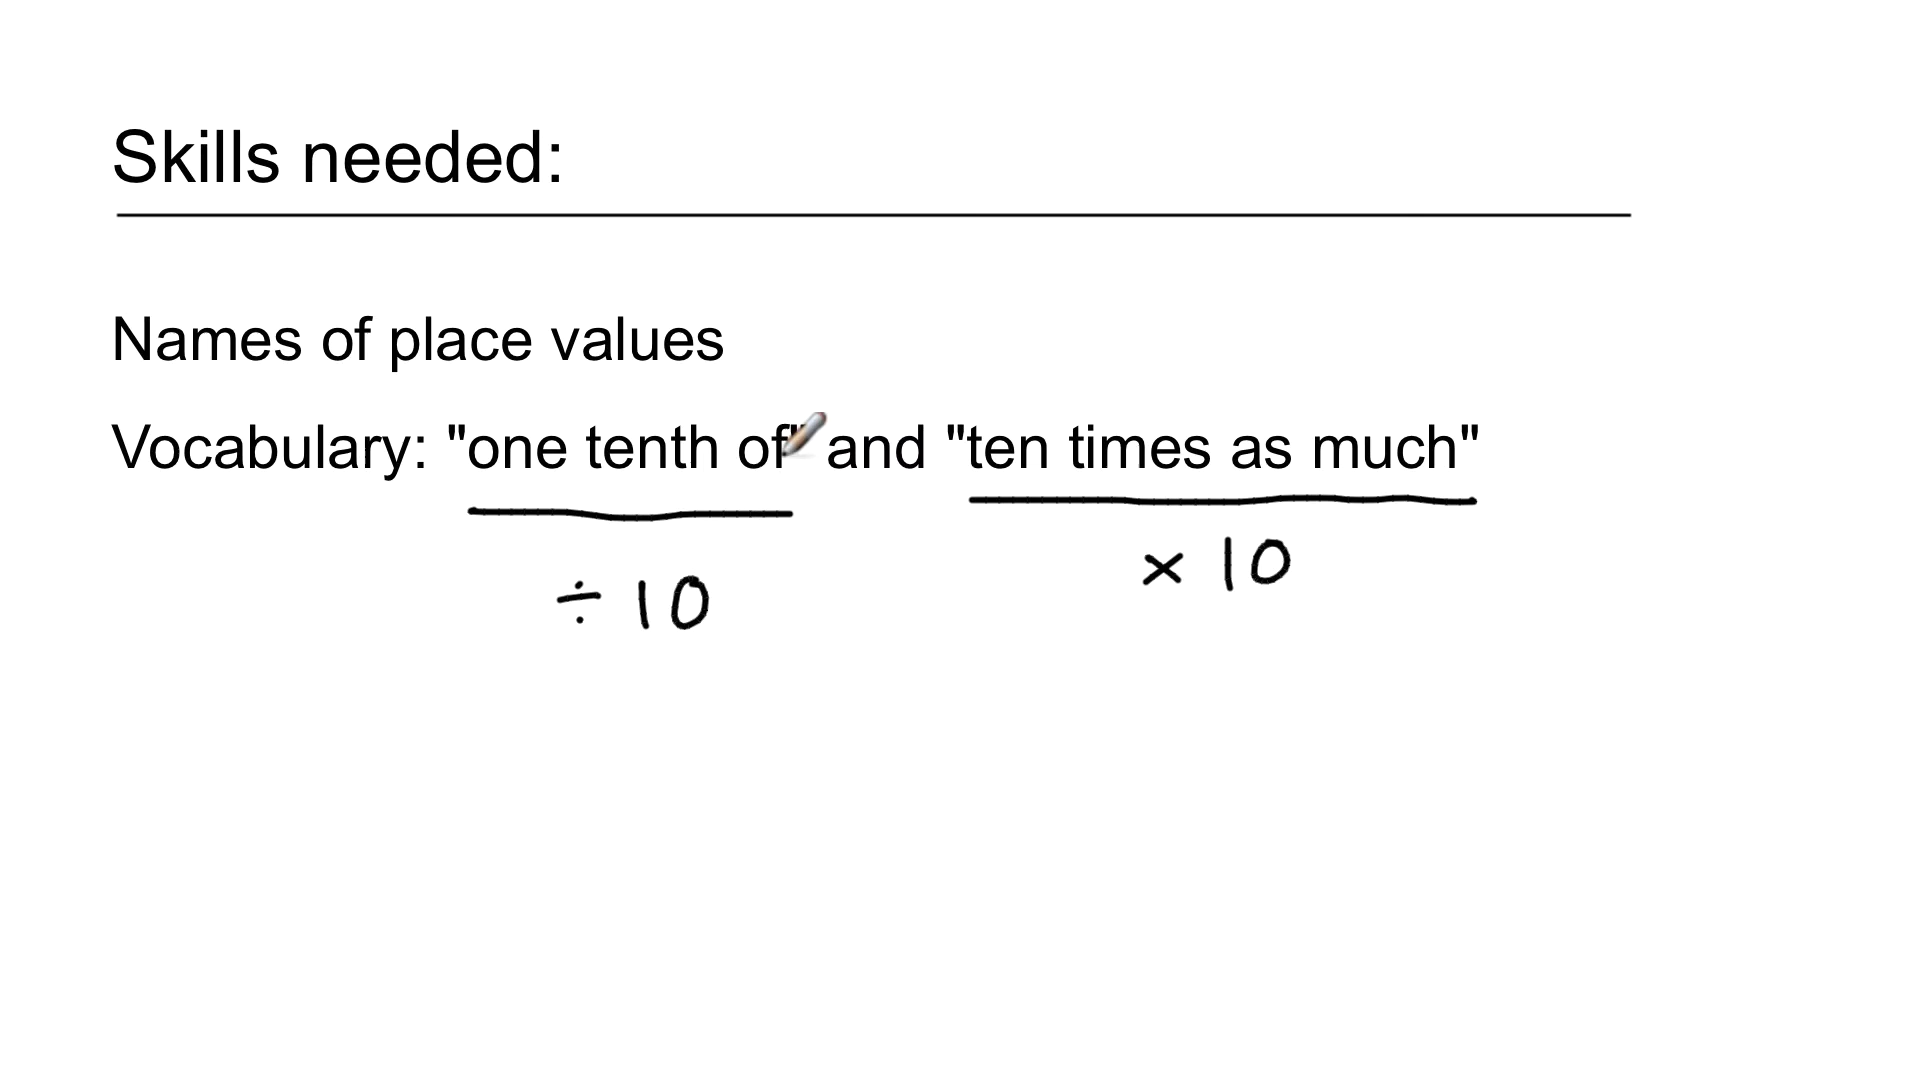 Skills needed:
Names of place values
Vocabulary: "one tenth of" and "ten times as much"
÷ 10 × 10